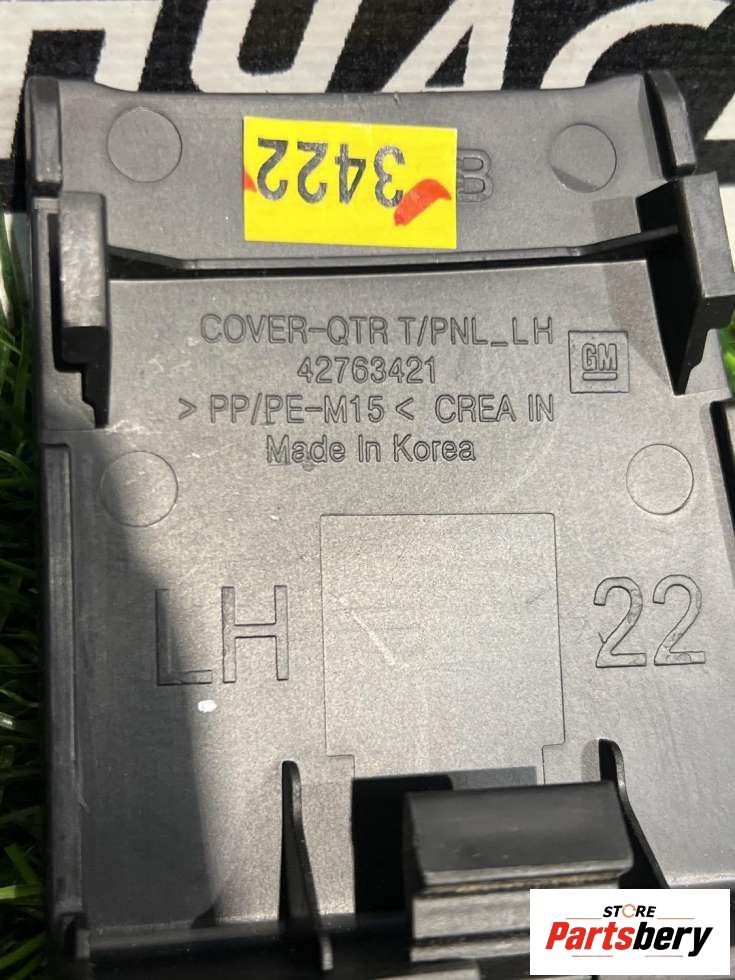 3422
B
COVER-QTR T/PNL_LH
42763421
GM
> PP/PE-M15 < CREA IN
Made In Korea
LH 22
STORE
Partsbery